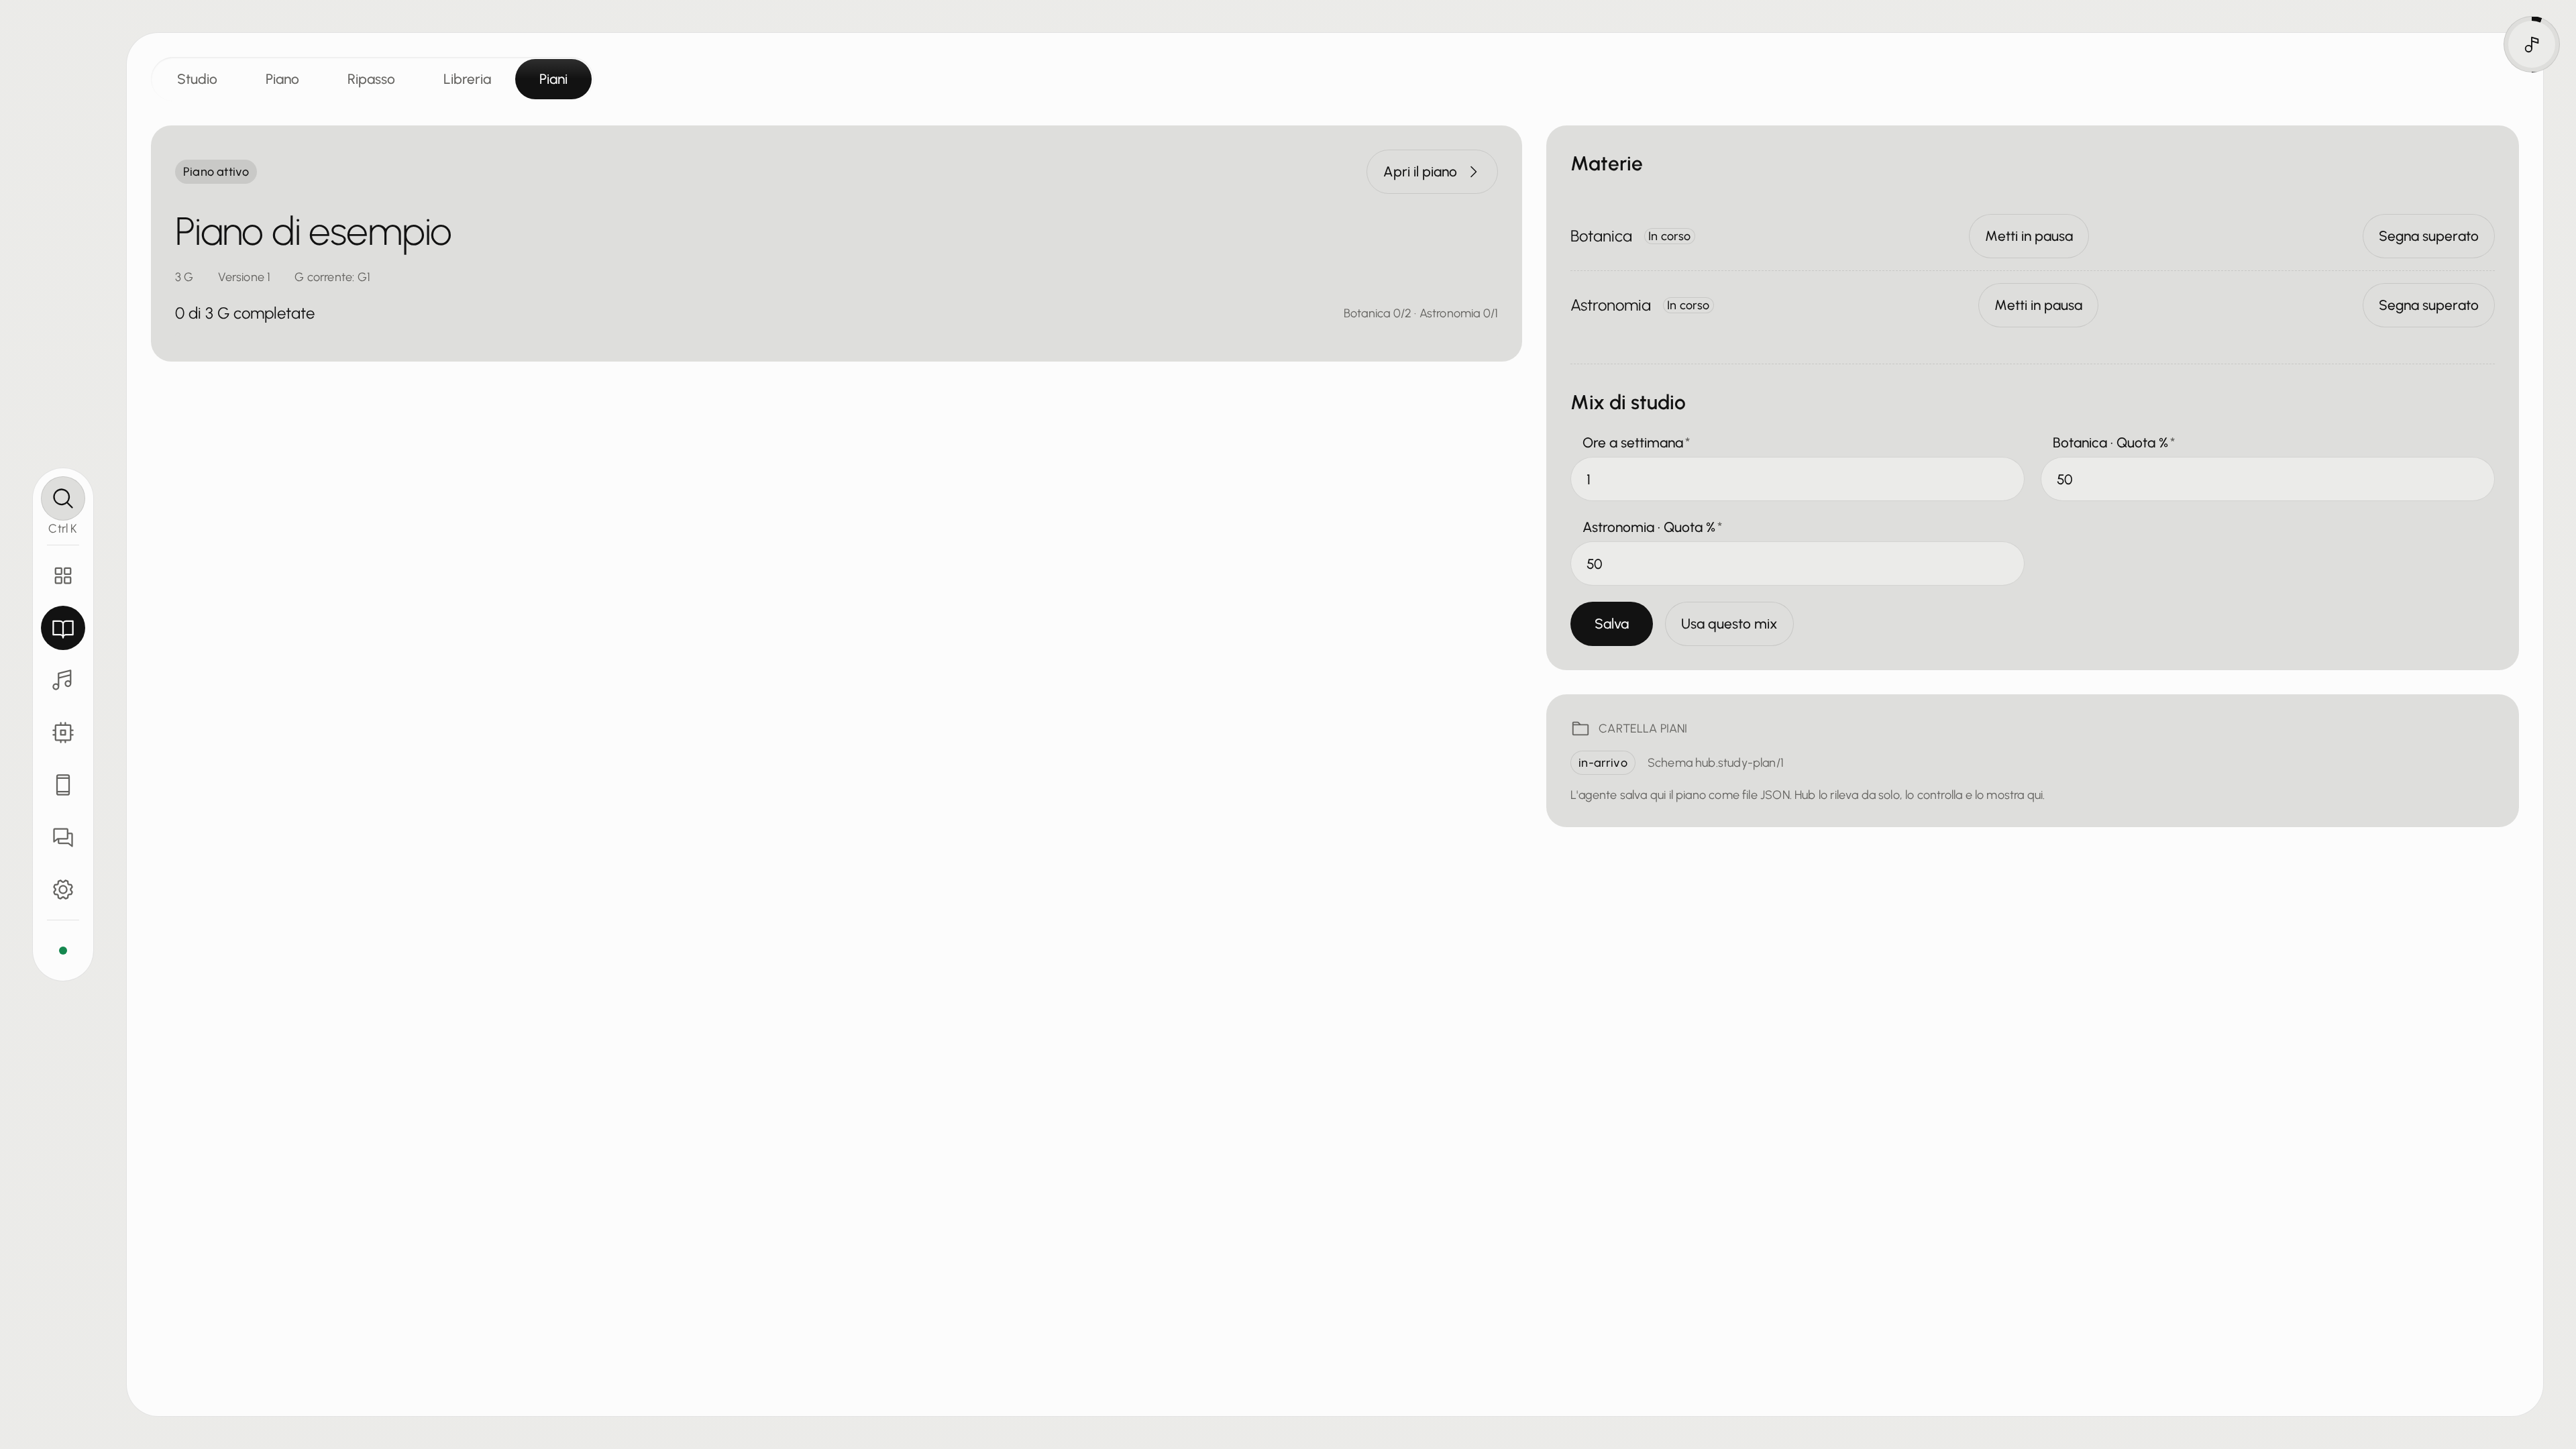 Studio Piano Ripasso Libreria Piani
Piano attivo
Apri il piano
Piano di esempio
3 G Versione 1 G corrente: G1
0 di 3 G completate
Botanica 0/2 · Astronomia 0/1
Materie
Botanica In corso Metti in pausa Segna superato
Astronomia In corso Metti in pausa Segna superato
Mix di studio
Ore a settimana*
1
Botanica · Quota %*
50
Astronomia · Quota %*
50
Salva Usa questo mix
CARTELLA PIANI
in-arrivo Schema hub.study-plan/1
L'agente salva qui il piano come file JSON. Hub lo rileva da solo, lo controlla e lo mostra qui.
Ctrl K